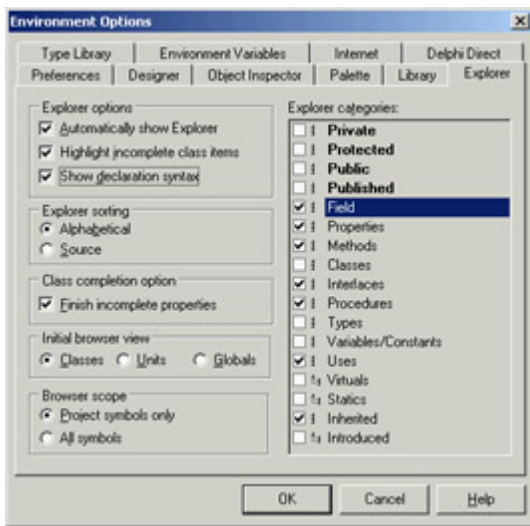 Environment Options
Type Library Environment Variables Internet Delphi Direct
Preferences Designer Object Inspector Palette Library Explorer
Explorer options
Automatically show Explorer
Highlight incomplete class items
Show declaration syntax
Explorer sorting
Alphabetical
Source
Class completion option
Finish incomplete properties
Initial browser view
Classes Units Globals
Browser scope
Project symbols only
All symbols
Explorer categories:
Private
Protected
Public
Published
Field
Properties
Methods
Classes
Interfaces
Procedures
Types
Variables/Constants
Uses
Virtuals
Statics
Inherited
Introduced
OK Cancel Help